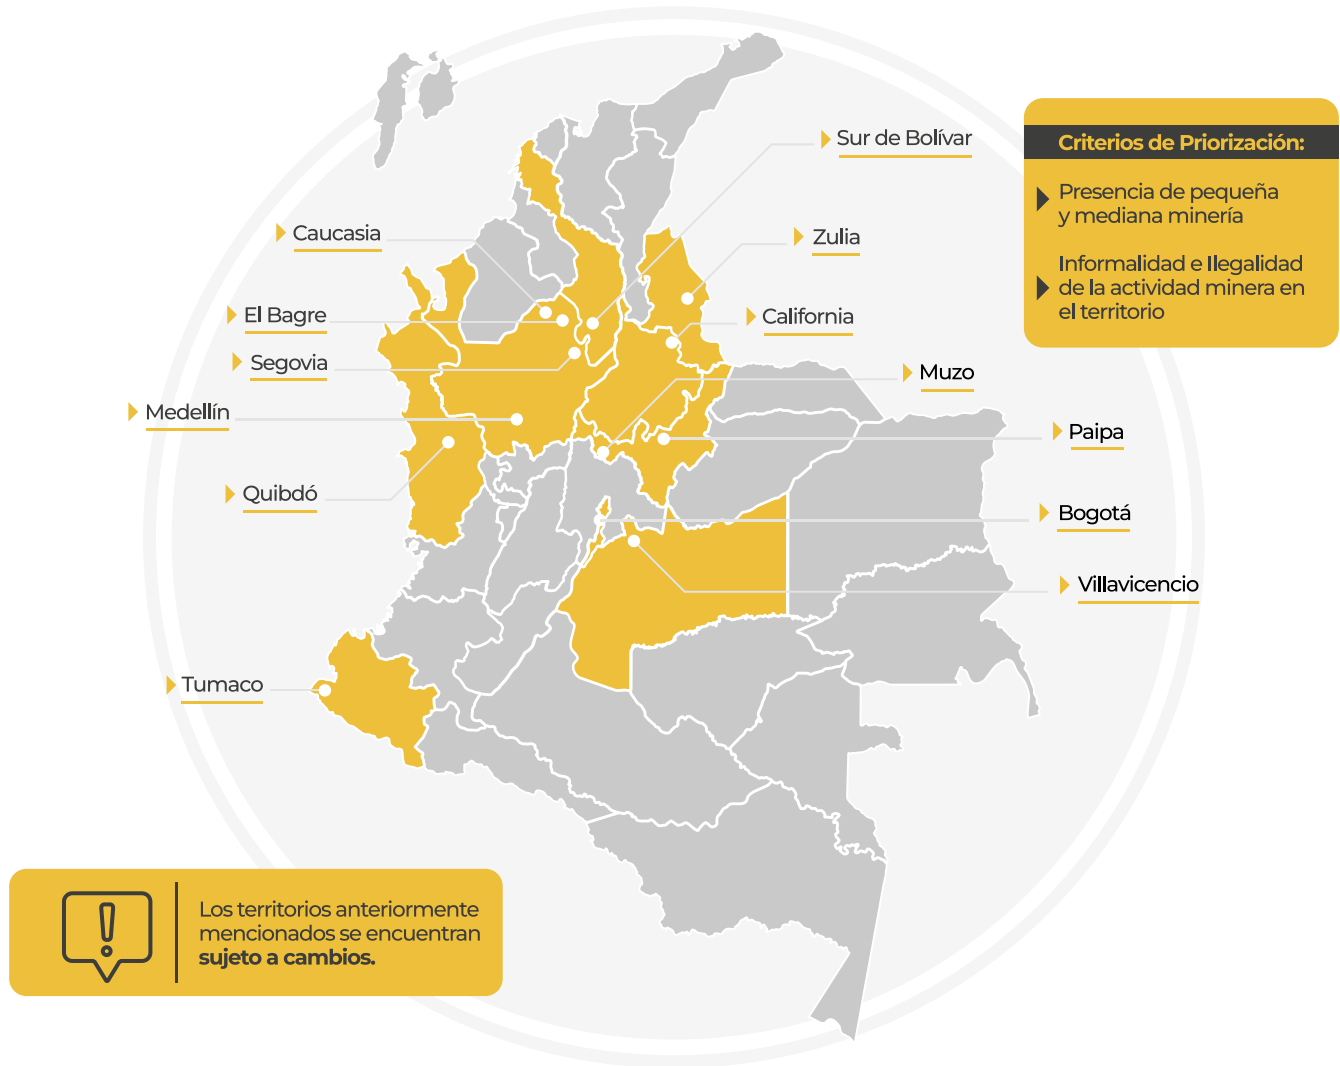 Sur de Bolívar
Caucasia
Zulia
El Bagre
California
Segovia
Muzo
Medellín
Paipa
Quibdó
Bogotá
Villavicencio
Tumaco
Criterios de Priorización:
Presencia de pequeña
y mediana minería
Informalidad e Ilegalidad
de la actividad minera en
el territorio
Los territorios anteriormente
mencionados se encuentran
sujeto a cambios.